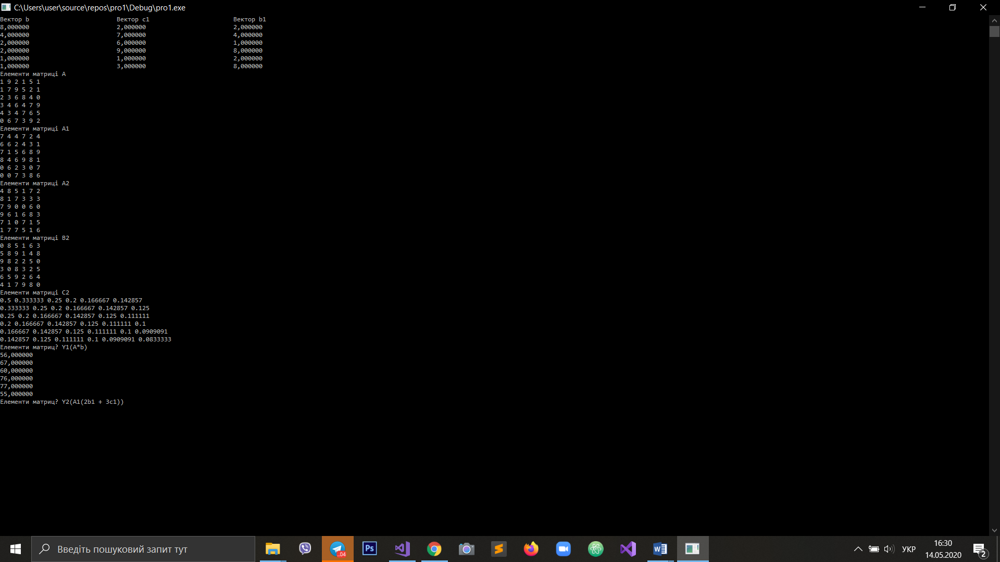 C:\Users\user\source\repos\pro1\Debug\pro1.exe
Вектор b Вектор c1 Вектор b1
8,000000 2,000000 2,000000
4,000000 7,000000 4,000000
2,000000 6,000000 1,000000
2,000000 9,000000 8,000000
1,000000 1,000000 2,000000
1,000000 3,000000 8,000000
Елементи матриці A
1 9 2 1 5 1
1 7 9 5 2 1
2 3 6 8 4 0
3 4 6 4 7 9
4 3 4 7 6 5
0 6 7 3 9 2
Елементи матриці A1
7 4 4 7 2 4
6 6 2 4 3 1
7 1 5 6 8 9
8 4 6 9 8 1
0 6 2 3 0 7
0 0 7 3 8 6
Елементи матриці A2
4 8 5 1 7 2
8 1 7 3 3 3
7 9 0 0 6 0
9 6 1 6 8 3
7 1 0 7 1 5
1 7 7 5 1 6
Елементи матриці B2
0 8 5 1 6 3
5 8 9 1 4 8
9 8 2 2 5 0
3 0 8 3 2 5
6 5 9 2 6 4
4 1 7 9 8 0
Елементи матриці C2
0.5 0.333333 0.25 0.2 0.166667 0.142857
0.333333 0.25 0.2 0.166667 0.142857 0.125
0.25 0.2 0.166667 0.142857 0.125 0.111111
0.2 0.166667 0.142857 0.125 0.111111 0.1
0.166667 0.142857 0.125 0.111111 0.1 0.0909091
0.142857 0.125 0.111111 0.1 0.0909091 0.0833333
Елементи матриц? Y1(A*b)
56,000000
67,000000
60,000000
76,000000
77,000000
55,000000
Елементи матриц? Y2(A1(2b1 + 3c1))
Введіть пошуковий запит тут
..04
Ps
УКР
16:30
14.05.2020
2